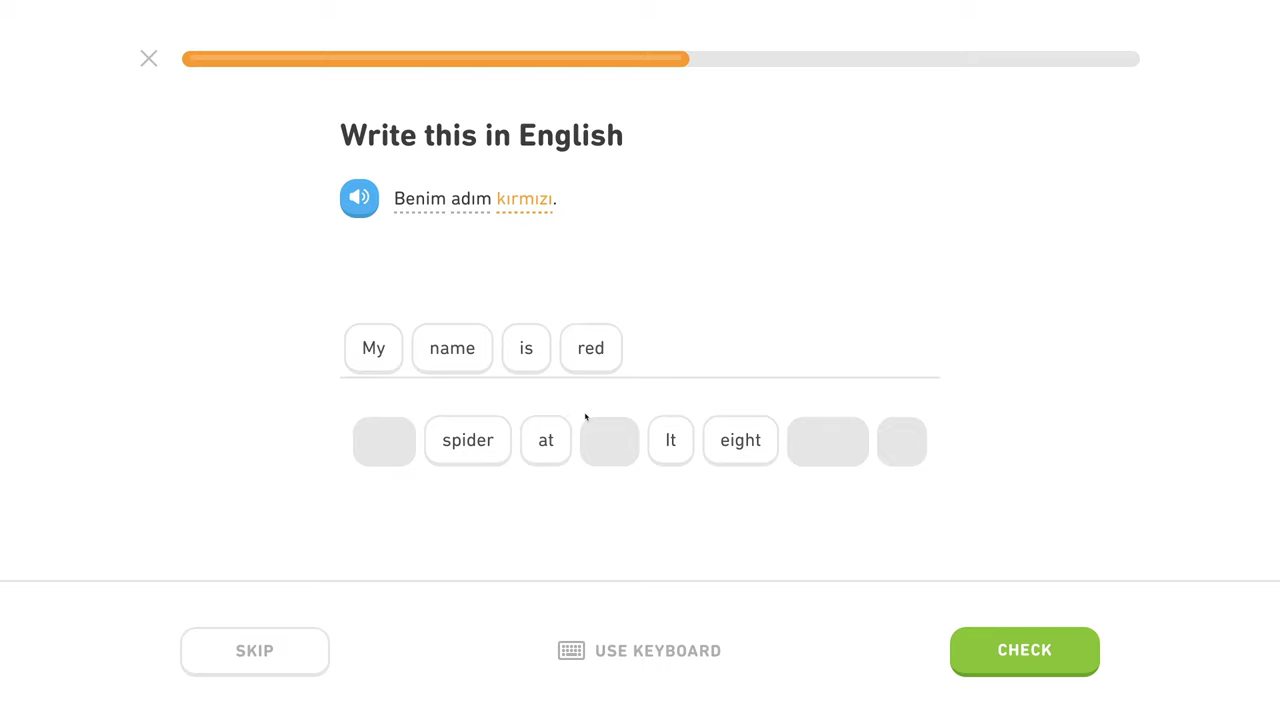 Write this in English
Benim adım kırmızı.
My name is red
spider at It eight
SKIP USE KEYBOARD CHECK